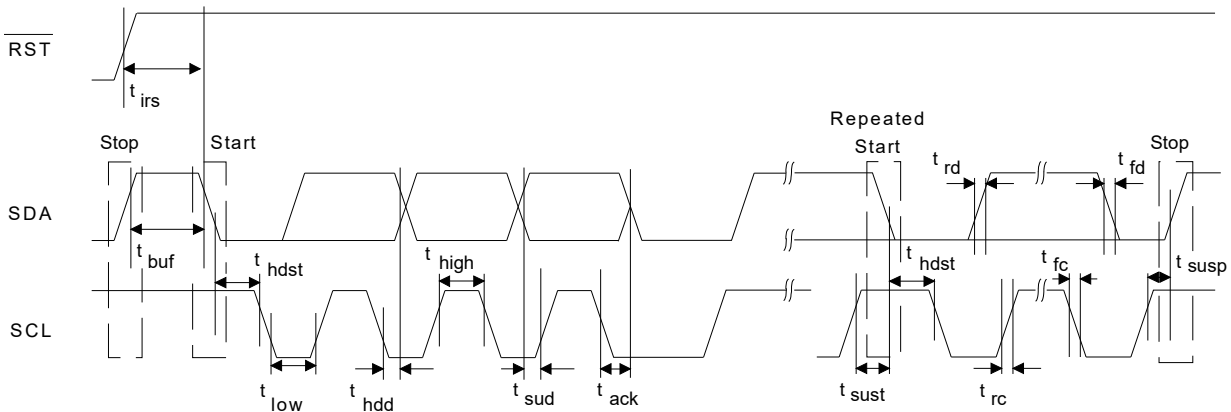 RST
t irs
Repeated
Stop Start Start Stop
t rd t fd
SDA
t buf t hdst t high t hdst t fc t susp
SCL
t low t hdd t sud t ack t sust t rc